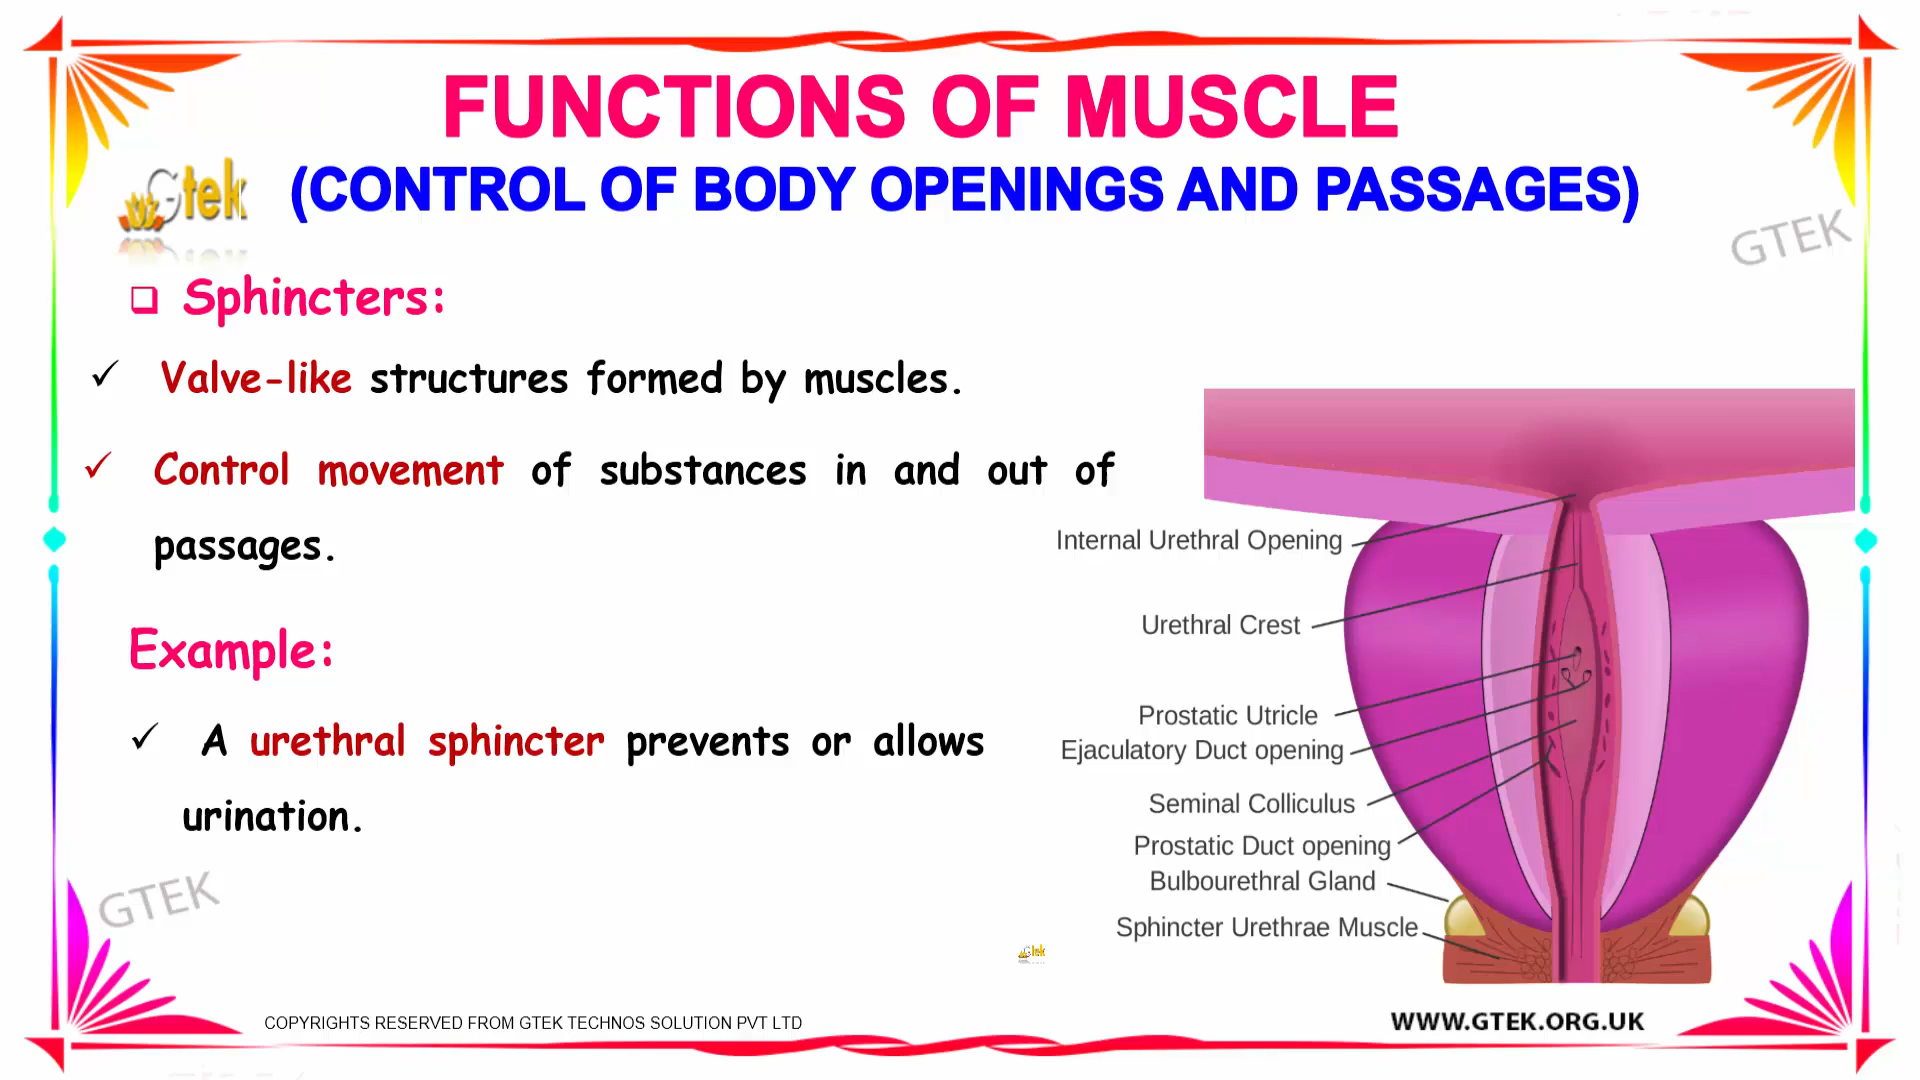 FUNCTIONS OF MUSCLE
(CONTROL OF BODY OPENINGS AND PASSAGES)
Gtek
GTEK
Sphincters:
Valve-like structures formed by muscles.
Control movement of substances in and out of
passages.
Internal Urethral Opening
Urethral Crest
Example:
Prostatic Utricle
A urethral sphincter prevents or allows
Ejaculatory Duct opening
urination.
Seminal Colliculus
Prostatic Duct opening
Bulbourethral Gland
GTEK
Sphincter Urethrae Muscle
Gtek
COPYRIGHTS RESERVED FROM GTEK TECHNOS SOLUTION PVT LTD
WWW.GTEK.ORG.UK